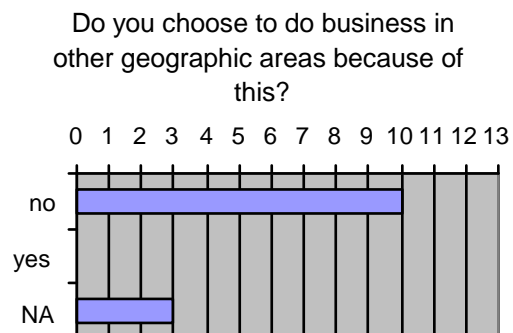 Do you choose to do business in
other geographic areas because of
this?
0 1 2 3 4 5 6 7 8 9 10 11 12 13
no
yes
NA